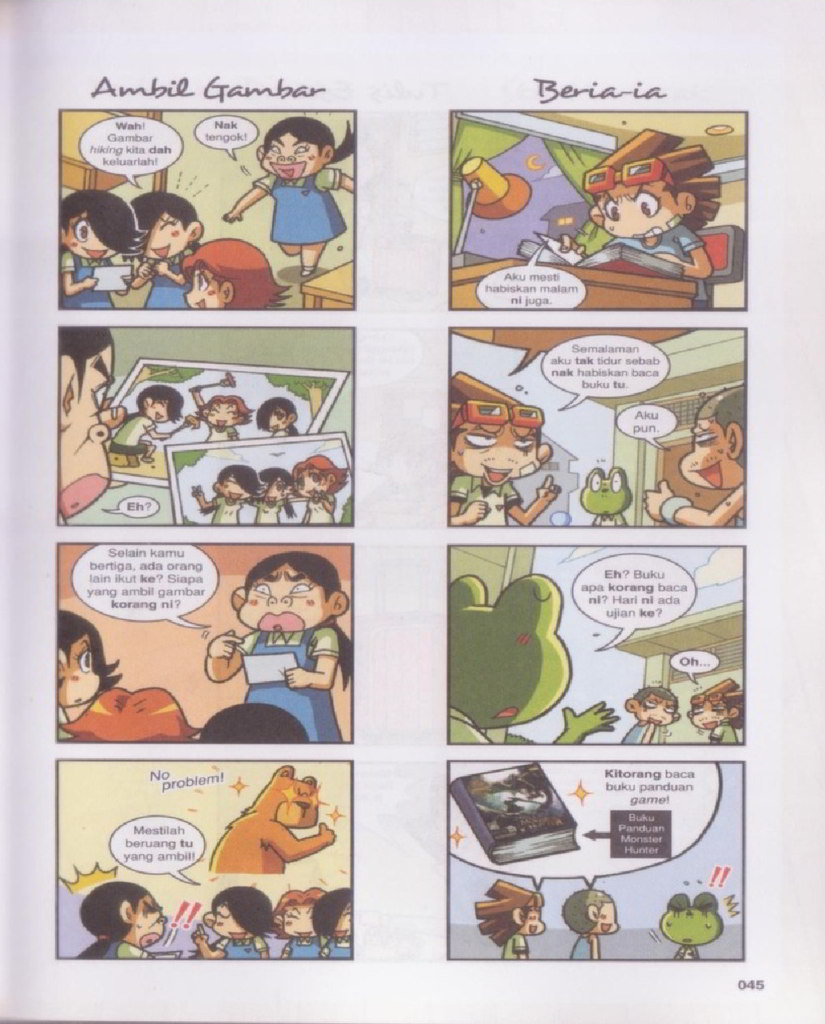 Ambil Gambar
Wah!
Gambar
hiking kita dah
keluarlah!
Nak
tengok!
Eh?
Selain kamu
bertiga, ada orang
lain ikut ke? Siapa
yang ambil gambar
korang ni?
No
problem!
Mestilah
beruang tu
yang ambil!
!!
Beria-ia
Aku mesti
habiskan malam
ni juga.
Semalaman
aku tak tidur sebab
nak habiskan baca
buku tu.
Aku
pun.
Eh? Buku
apa korang baca
ni? Hari ni ada
ujian ke?
Oh...
Kitorang baca
buku panduan
game!
Buku
Panduan
Monster
Hunter
!!
045